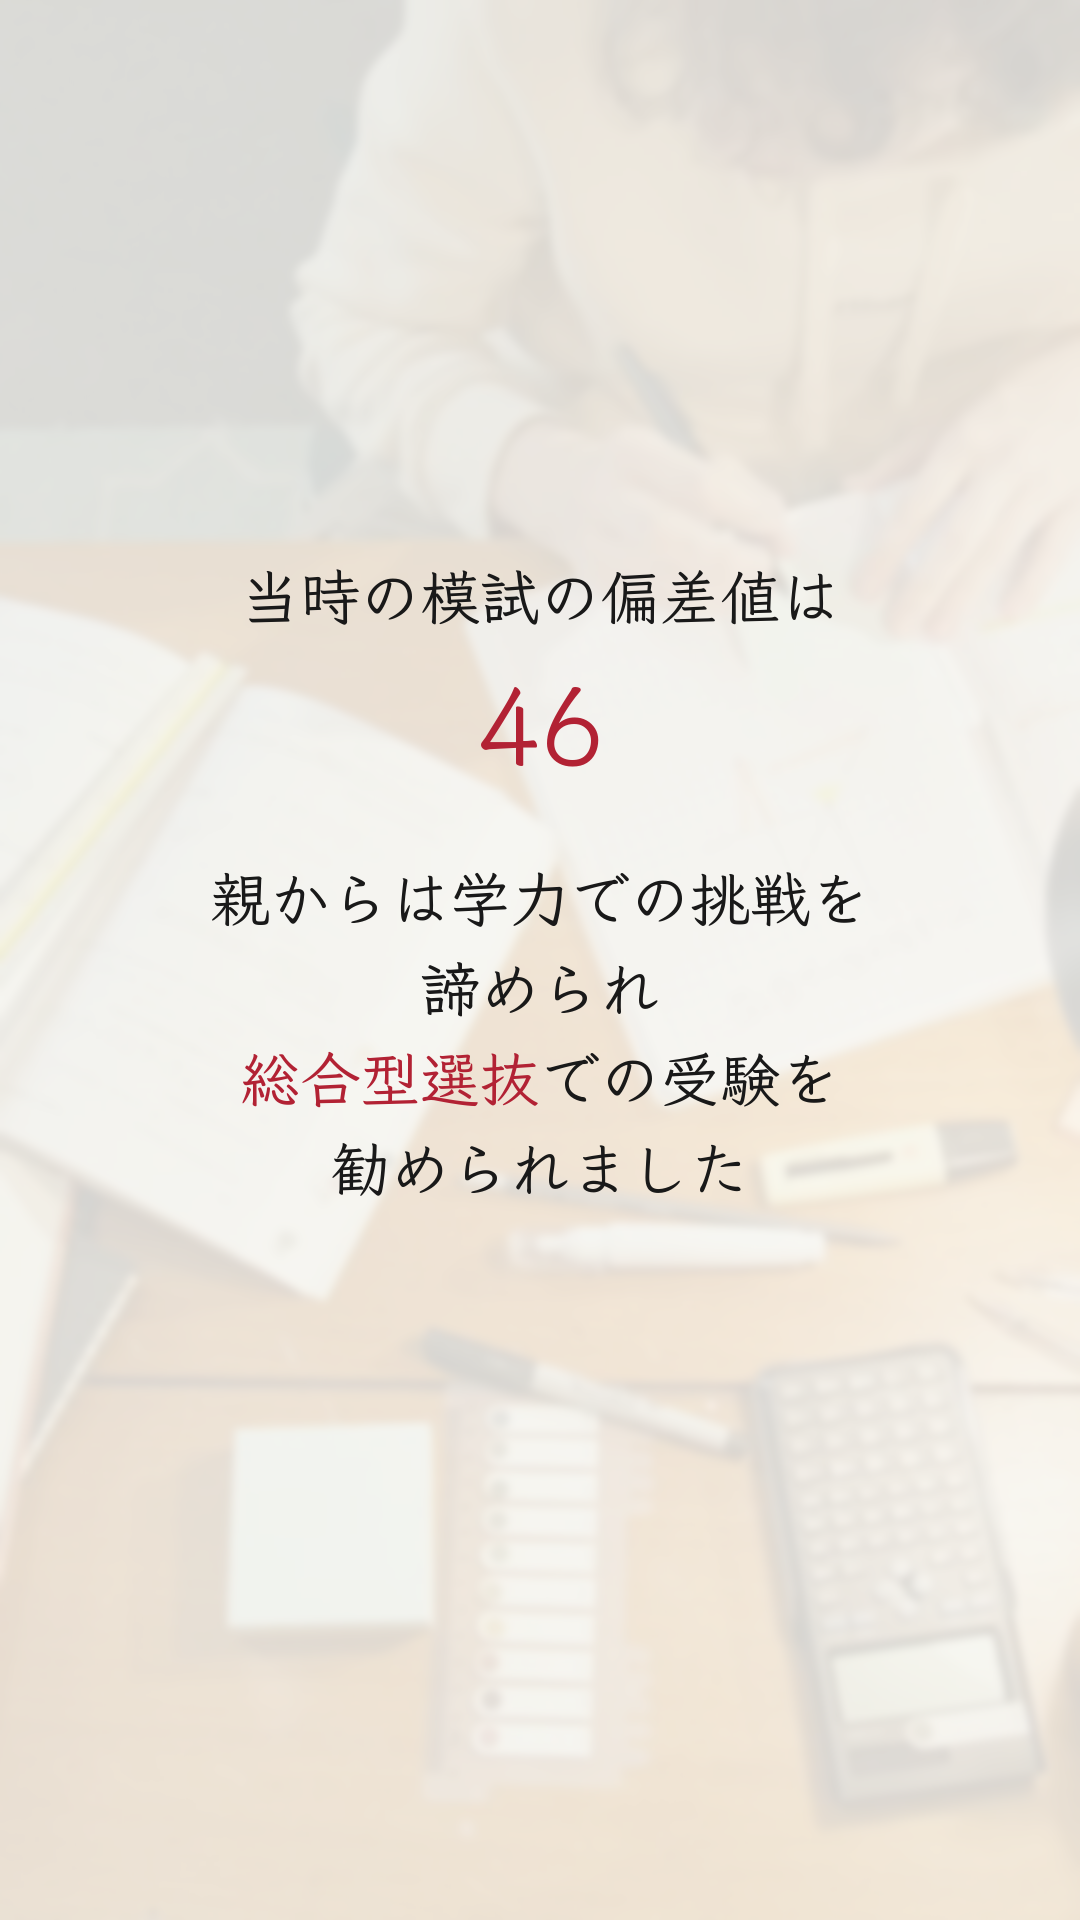 当時の模試の偏差値は
46
親からは学力での挑戦を
諦められ
総合型選抜での受験を
勧められました